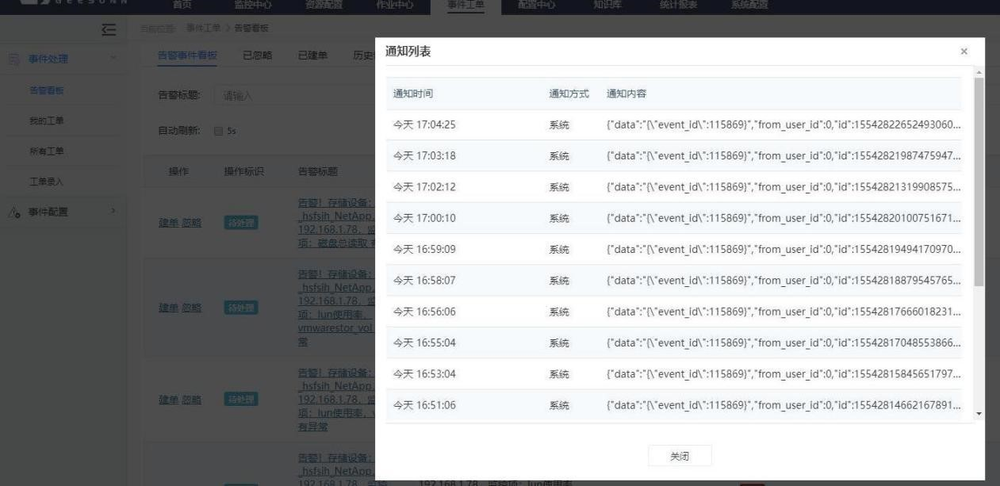 GEESUNN
首页 监控中心 资源配置 作业中心 事件工单 配置中心 知识库 统计报表 系统配置
当前位置: 事件工单 > 告警看板
事件处理
告警看板
我的工单
所有工单
工单录入
事件配置
告警事件看板 已忽略 已建单 历史
告警标题: 请输入
自动刷新: 5s
操作 操作标识 告警标题
建单 忽略 待处理
告警! 存储设备:
_hsfsih_NetApp,
192.168.1.78, 监
项: 磁盘总读取 有
建单 忽略 待处理
告警! 存储设备:
_hsfsih_NetApp,
192.168.1.78, 监
项: lun使用率,
vmwarestor_vol
常
建单 忽略 待处理
告警! 存储设备:
_hsfsih_NetApp,
192.168.1.78, 监
项: lun使用率,
有异常
告警! 存储设备:
_hsfsih_NetApp,
192.168.1.78, 监控 192.168.1.78, 监控项: lun使用率
通知列表 ×
通知时间 通知方式 通知内容
今天 17:04:25 系统 {"data":"{\"event_id\":115869}","from_user_id":0,"id":15542822652493060...
今天 17:03:18 系统 {"data":"{\"event_id\":115869}","from_user_id":0,"id":15542821987475947...
今天 17:02:12 系统 {"data":"{\"event_id\":115869}","from_user_id":0,"id":15542821319908575...
今天 17:00:10 系统 {"data":"{\"event_id\":115869}","from_user_id":0,"id":15542820100751671...
今天 16:59:09 系统 {"data":"{\"event_id\":115869}","from_user_id":0,"id":15542819494170970...
今天 16:58:07 系统 {"data":"{\"event_id\":115869}","from_user_id":0,"id":15542818879545765...
今天 16:56:06 系统 {"data":"{\"event_id\":115869}","from_user_id":0,"id":15542817666018231...
今天 16:55:04 系统 {"data":"{\"event_id\":115869}","from_user_id":0,"id":15542817048553866...
今天 16:53:04 系统 {"data":"{\"event_id\":115869}","from_user_id":0,"id":15542815845651797...
今天 16:51:06 系统 {"data":"{\"event_id\":115869}","from_user_id":0,"id":15542814662167891...
关闭